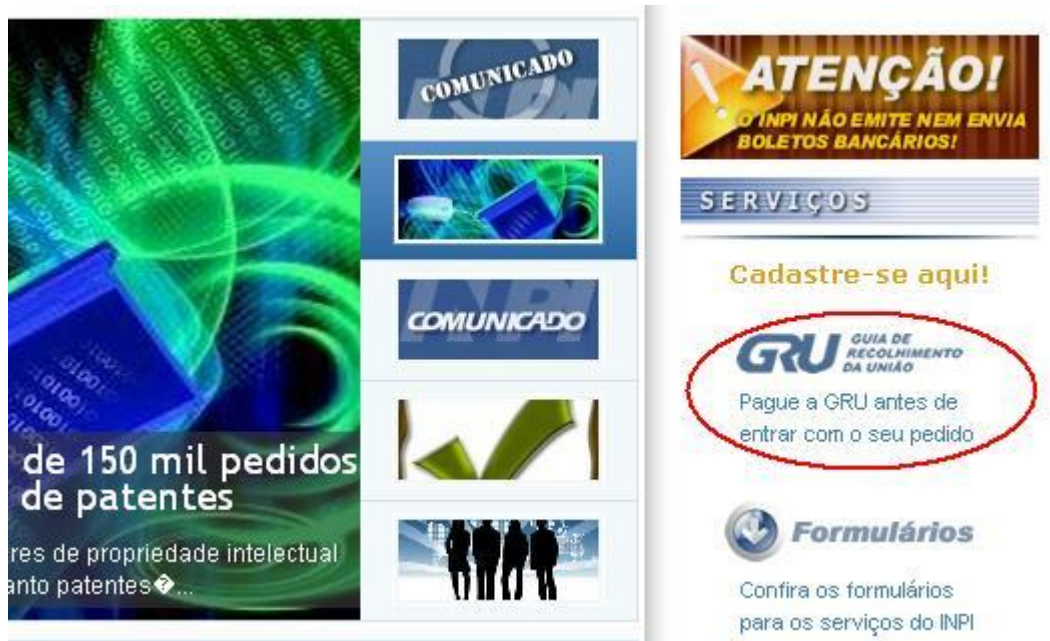 de 150 mil pedidos
de patentes
res de propriedade intelectual
anto patentes�...
COMUNICADO
INPI
COMUNICADO
INPI
ATENÇÃO!
O INPI NÃO EMITE NEM ENVIA
BOLETOS BANCÁRIOS!
SERVIÇOS
Cadastre-se aqui!
GRU GUIA DE
RECOLHIMENTO
DA UNIÃO
Pague a GRU antes de
entrar com o seu pedido
Formulários
Confira os formulários
para os serviços do INPI